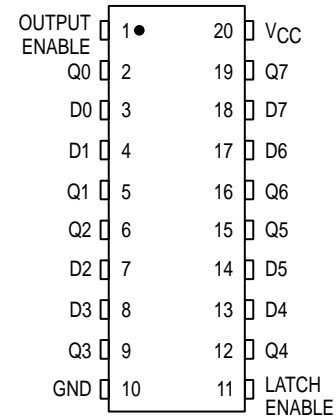 OUTPUT
ENABLE 1 20 VCC
Q0 2 19 Q7
D0 3 18 D7
D1 4 17 D6
Q1 5 16 Q6
Q2 6 15 Q5
D2 7 14 D5
D3 8 13 D4
Q3 9 12 Q4
GND 10 11 LATCH
ENABLE